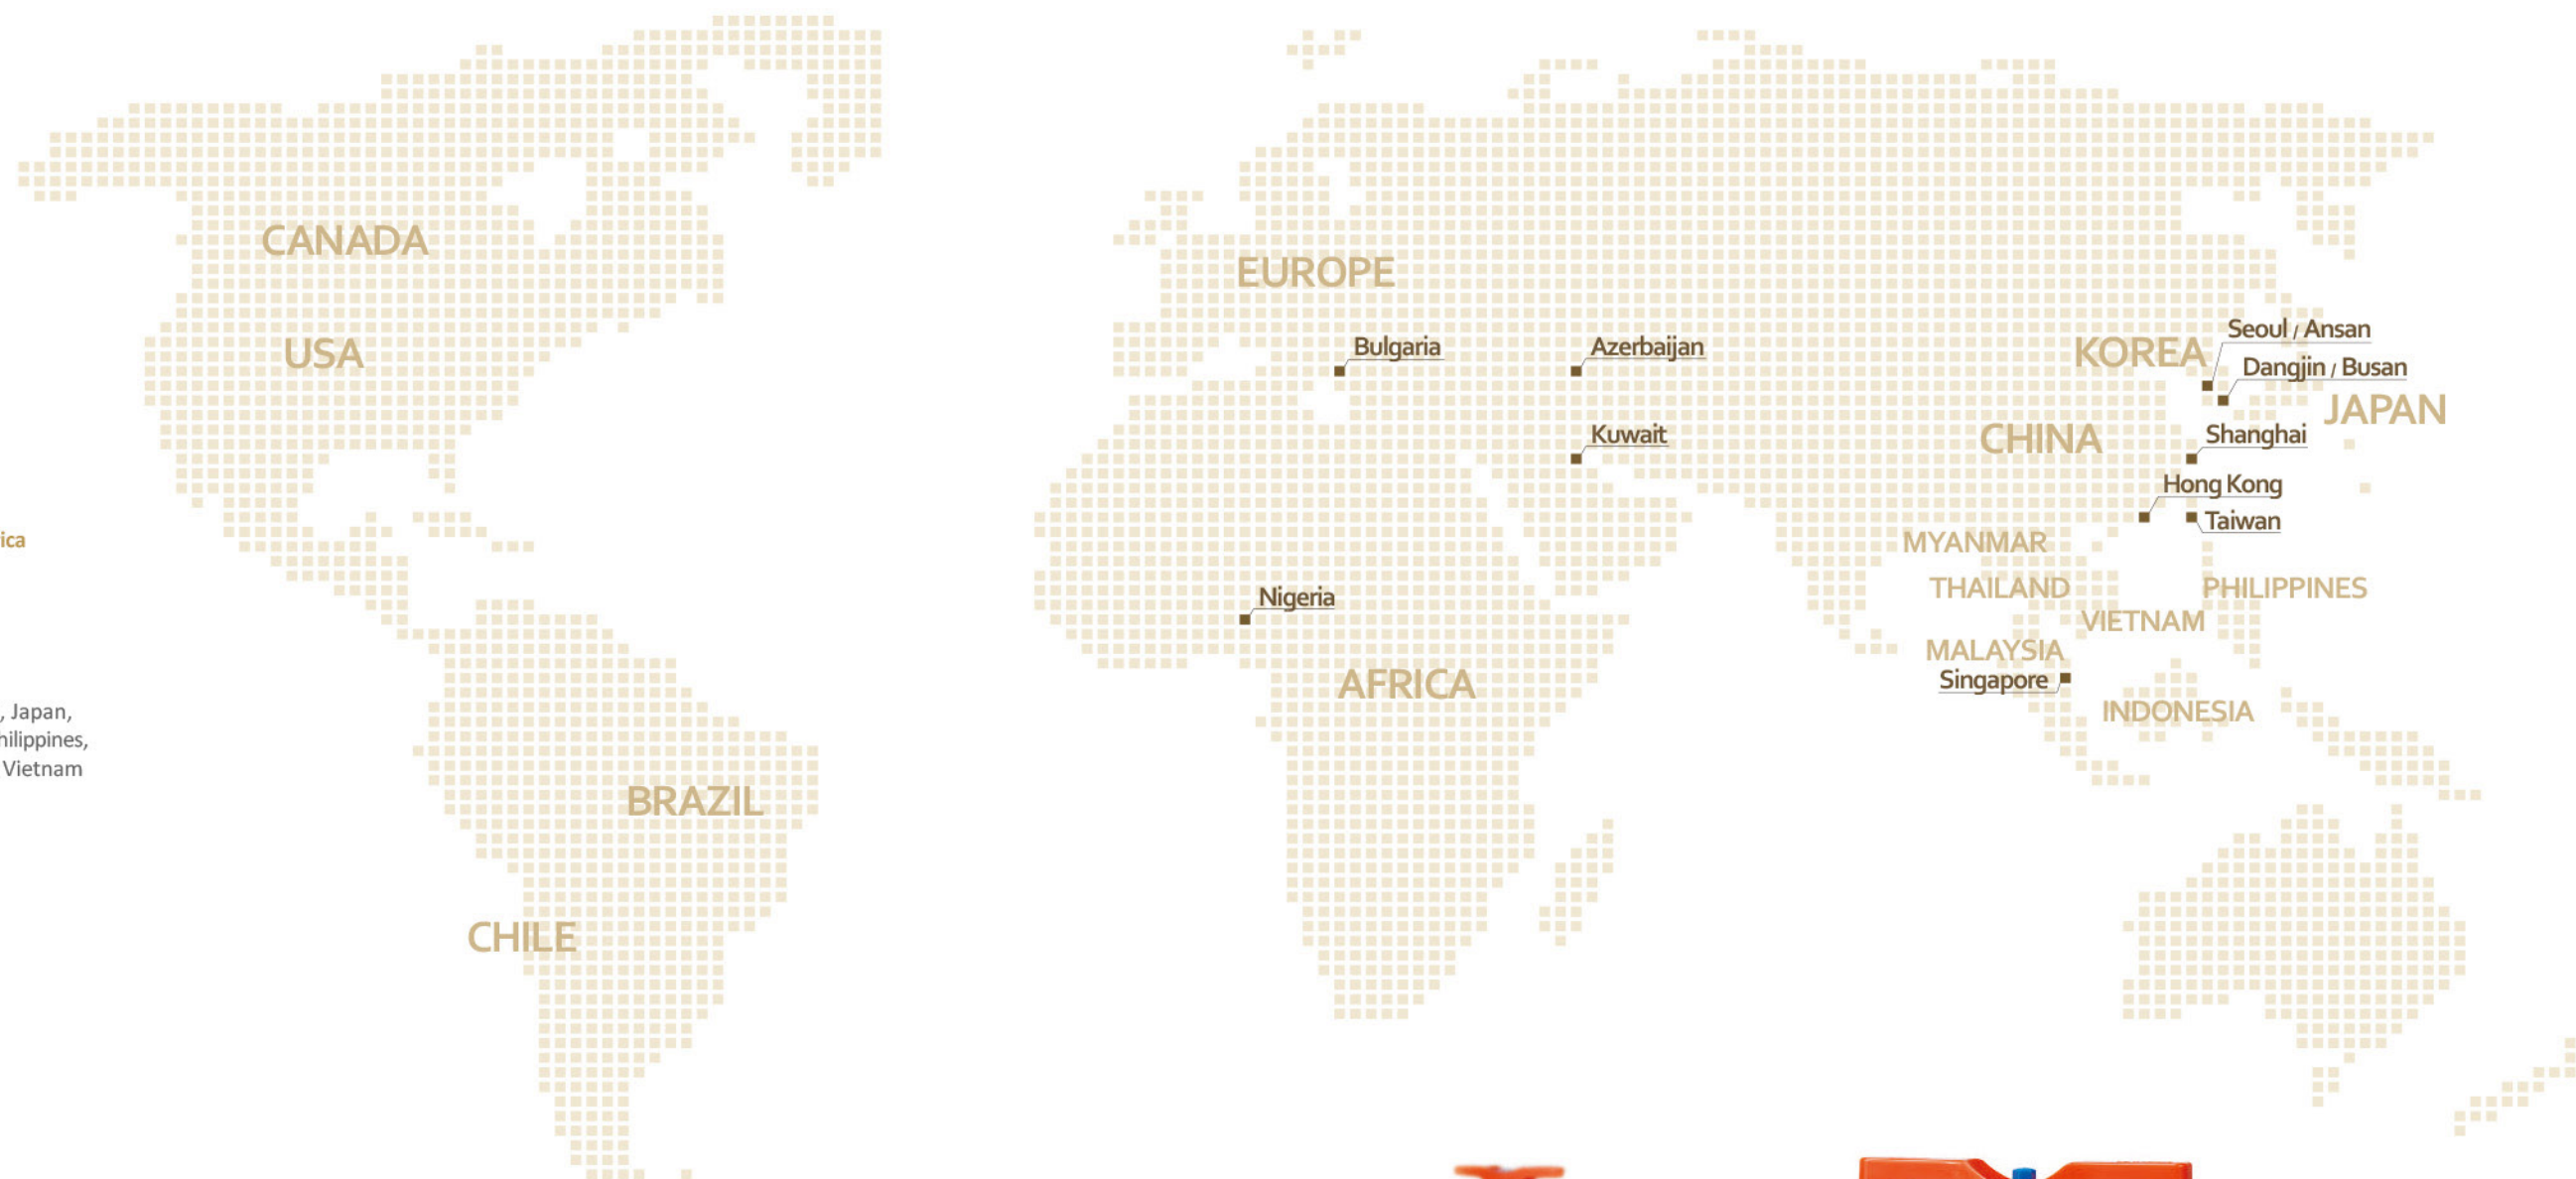 CANADA
EUROPE
USA
Bulgaria
Azerbaijan
KOREA
Seoul / Ansan
Dangjin / Busan
JAPAN
Kuwait
CHINA
Shanghai
Hong Kong
Taiwan
ica
MYANMAR
THAILAND
PHILIPPINES
Nigeria
VIETNAM
MALAYSIA
AFRICA
Singapore
INDONESIA
, Japan,
hilippines,
Vietnam
BRAZIL
CHILE